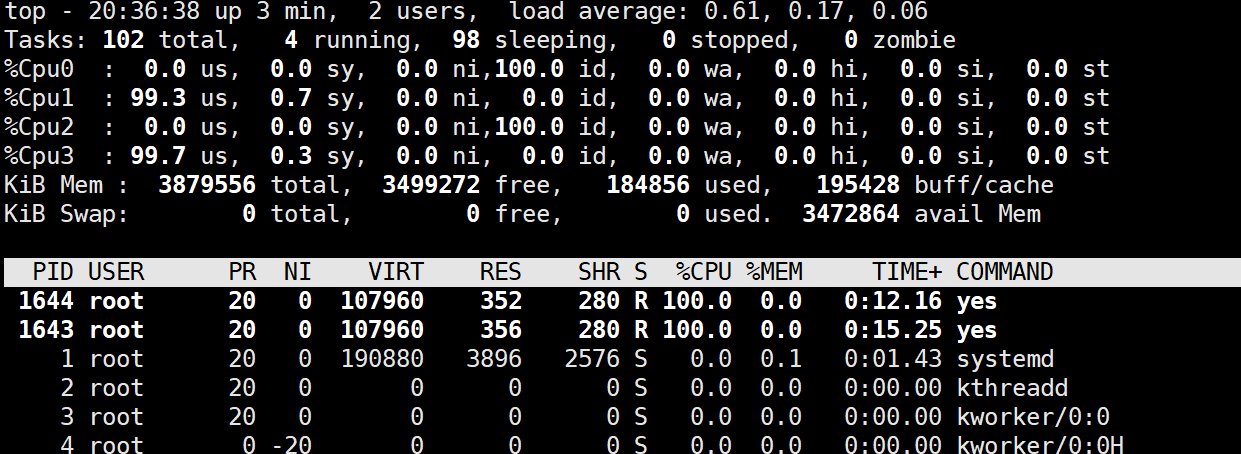 top - 20:36:38 up 3 min,  2 users,  load average: 0.61, 0.17, 0.06
Tasks: 102 total,   4 running,  98 sleeping,   0 stopped,   0 zombie
%Cpu0  :  0.0 us,  0.0 sy,  0.0 ni,100.0 id,  0.0 wa,  0.0 hi,  0.0 si,  0.0 st
%Cpu1  : 99.3 us,  0.7 sy,  0.0 ni,  0.0 id,  0.0 wa,  0.0 hi,  0.0 si,  0.0 st
%Cpu2  :  0.0 us,  0.0 sy,  0.0 ni,100.0 id,  0.0 wa,  0.0 hi,  0.0 si,  0.0 st
%Cpu3  : 99.7 us,  0.3 sy,  0.0 ni,  0.0 id,  0.0 wa,  0.0 hi,  0.0 si,  0.0 st
KiB Mem :  3879556 total,  3499272 free,   184856 used,   195428 buff/cache
KiB Swap:        0 total,        0 free,        0 used.  3472864 avail Mem
  PID USER      PR  NI    VIRT    RES    SHR S  %CPU %MEM     TIME+ COMMAND
 1644 root      20   0  107960    352    280 R 100.0  0.0   0:12.16 yes
 1643 root      20   0  107960    356    280 R 100.0  0.0   0:15.25 yes
    1 root      20   0  190880   3896   2576 S   0.0  0.1   0:01.43 systemd
    2 root      20   0       0      0      0 S   0.0  0.0   0:00.00 kthreadd
    3 root      20   0       0      0      0 S   0.0  0.0   0:00.00 kworker/0:0
    4 root       0 -20       0      0      0 S   0.0  0.0   0:00.00 kworker/0:0H